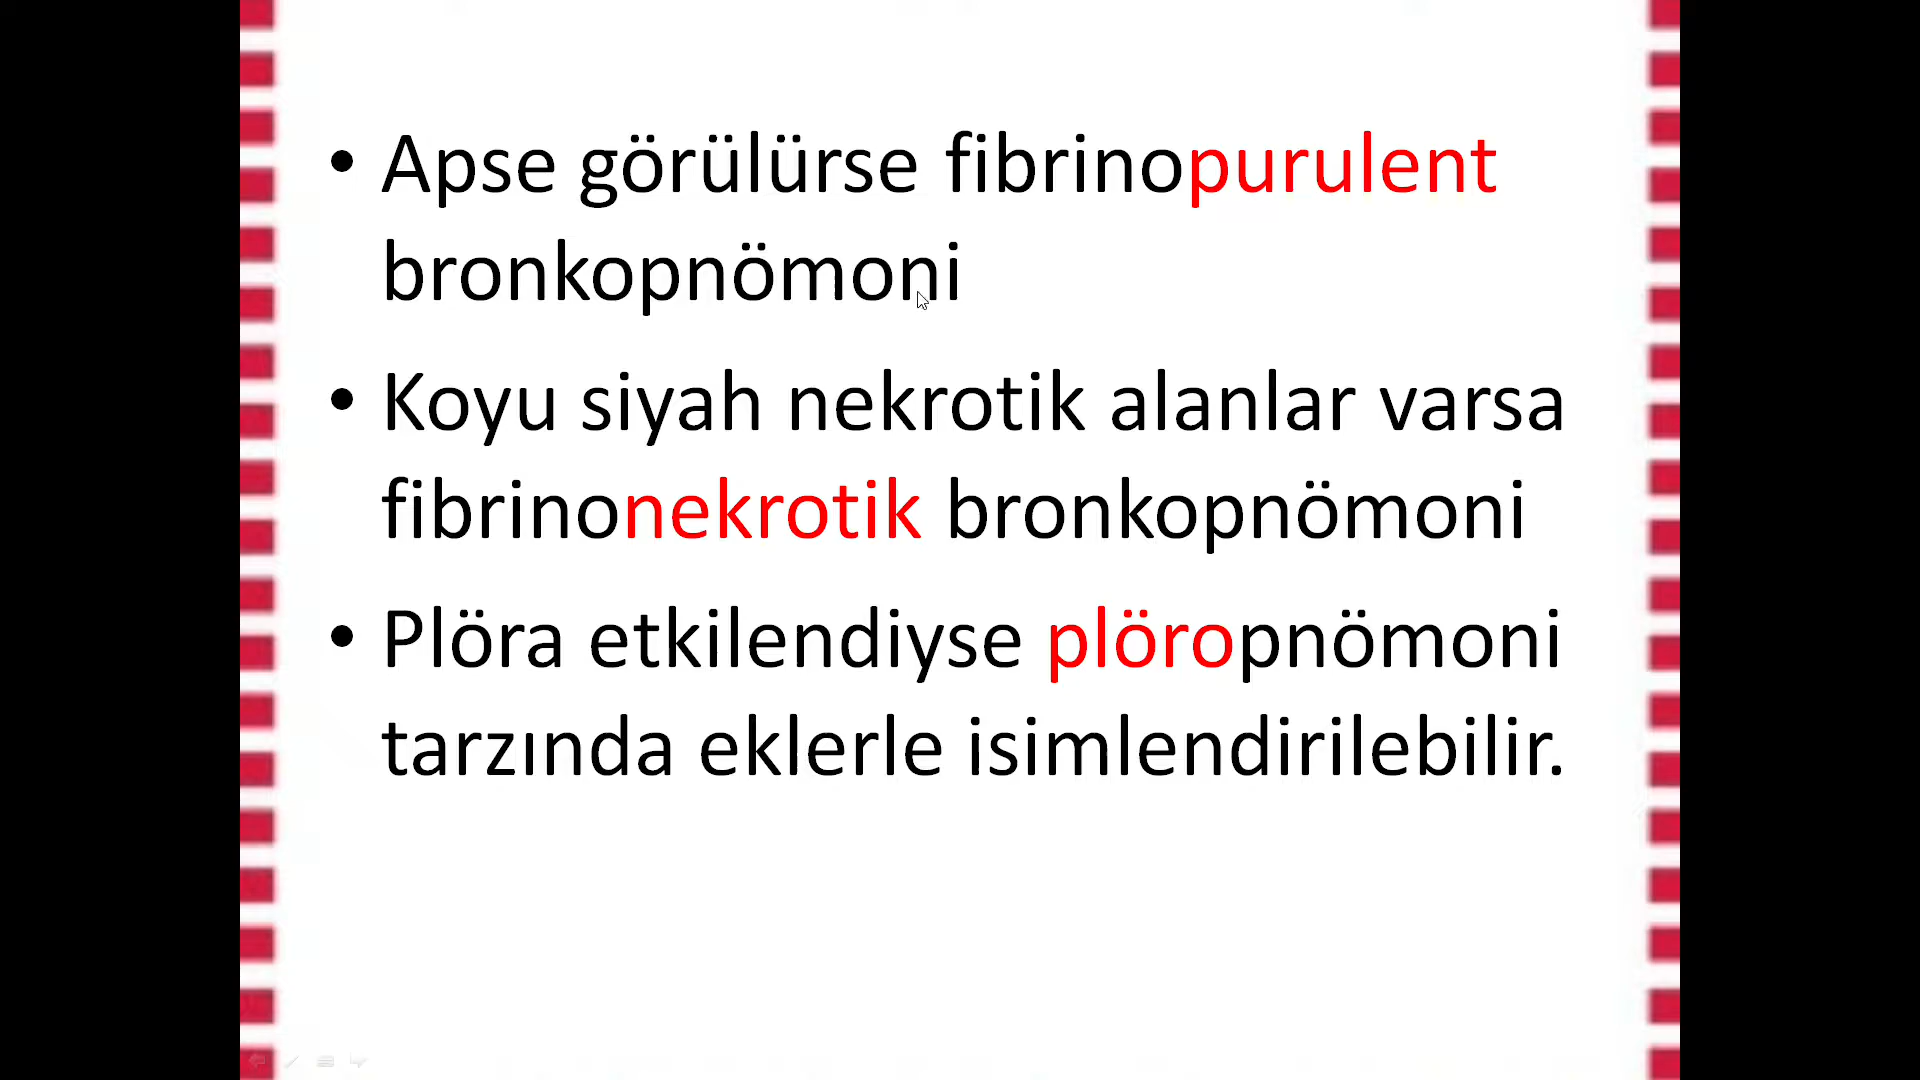 • Apse görülürse fibrinopurulent
bronkopnömoni
• Koyu siyah nekrotik alanlar varsa
fibrinonekrotik bronkopnömoni
• Plöra etkilendiyse plöropnömoni
tarzında eklerle isimlendirilebilir.